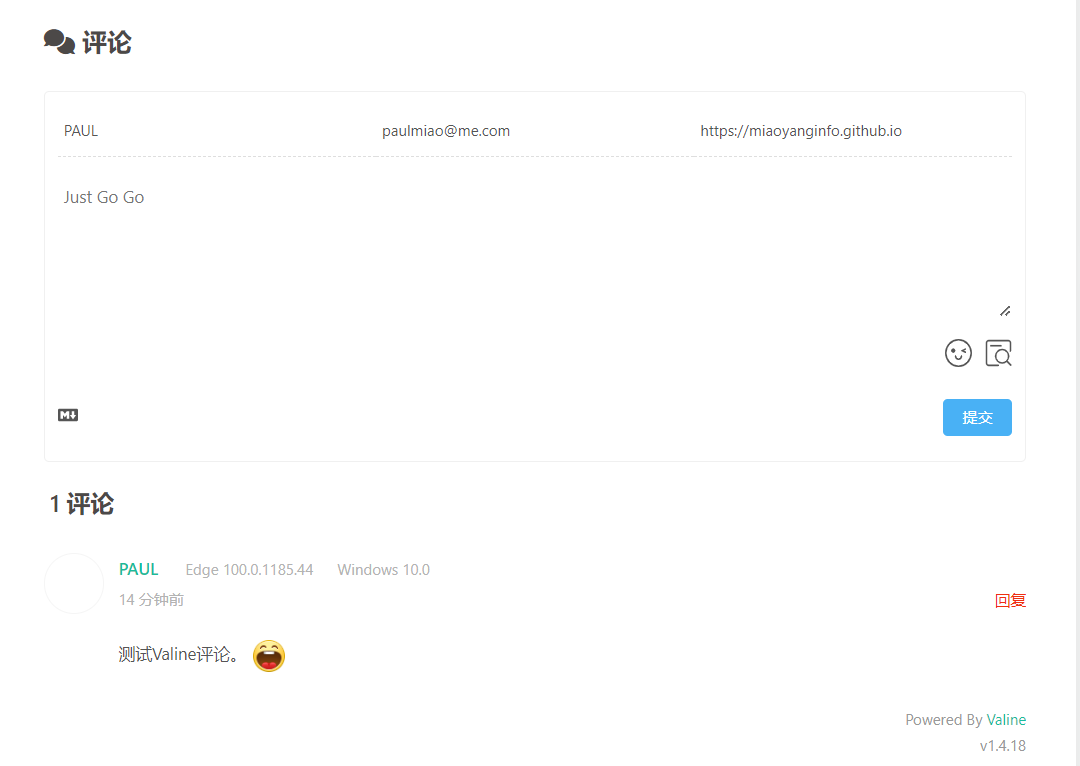 评论
PAUL paulmiao@me.com https://miaoyanginfo.github.io
Just Go Go
M
提交
1 评论
PAUL Edge 100.0.1185.44 Windows 10.0
14 分钟前 回复
测试Valine评论。
Powered By Valine
v1.4.18